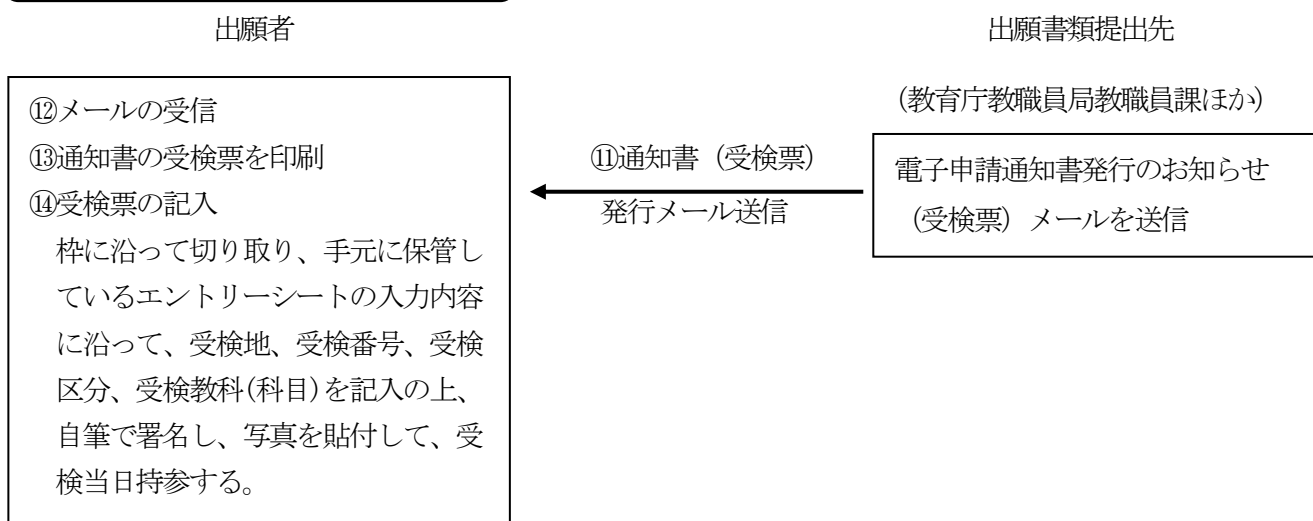 出願者
⑫メールの受信
⑬通知書の受検票を印刷
⑭受検票の記入
枠に沿って切り取り、手元に保管し
ているエントリーシートの入力内容
に沿って、受検地、受検番号、受検
区分、受検教科(科目)を記入の上、
自筆で署名し、写真を貼付して、受
検当日持参する。
⑪通知書（受検票）
発行メール送信
出願書類提出先
（教育庁教職員局教職員課ほか）
電子申請通知書発行のお知らせ
（受検票）メールを送信